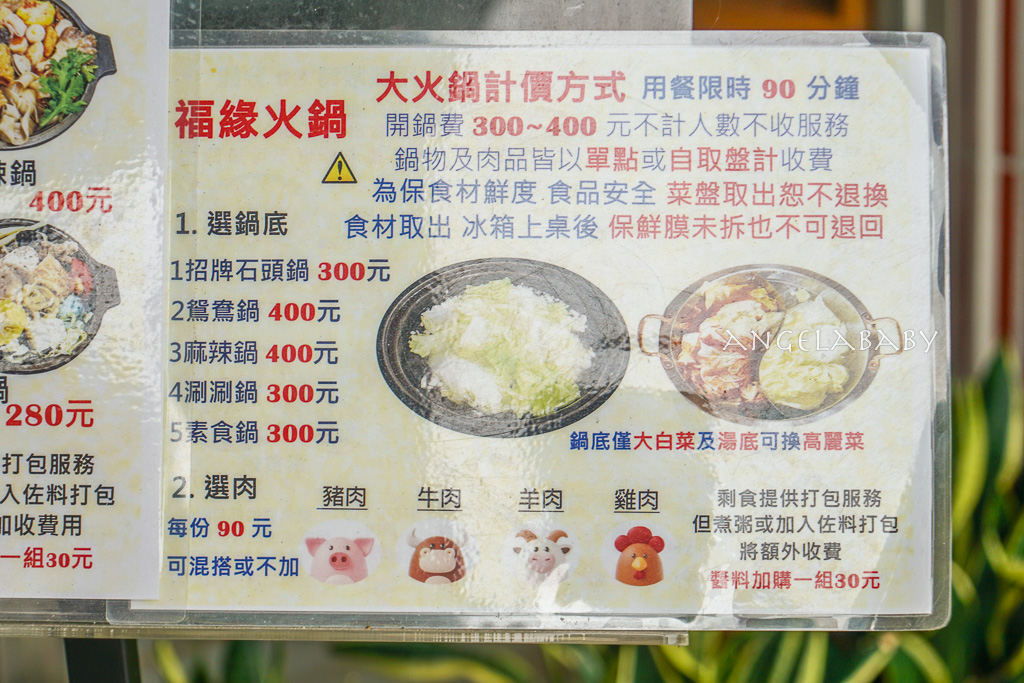 辣鍋
400元
鍋
280元
打包服務
入佐料打包
加收費用
一組30元
福緣火鍋
大火鍋計價方式 用餐限時 90 分鐘
開鍋費 300~400 元不計人數不收服務
鍋物及肉品皆以單點或自取盤計收費
為保食材鮮度 食品安全 菜盤取出恕不退換
食材取出 冰箱上桌後 保鮮膜未拆也不可退回
1. 選鍋底
1招牌石頭鍋 300元
2鴛鴦鍋 400元
3麻辣鍋 400元
4涮涮鍋 300元
5素食鍋 300元
ANGELABABY
鍋底僅大白菜及湯底可換高麗菜
2. 選肉
每份 90 元
可混搭或不加
豬肉 牛肉 羊肉 雞肉
剩食提供打包服務
但煮粥或加入佐料打包
將額外收費
醬料加購一組30元